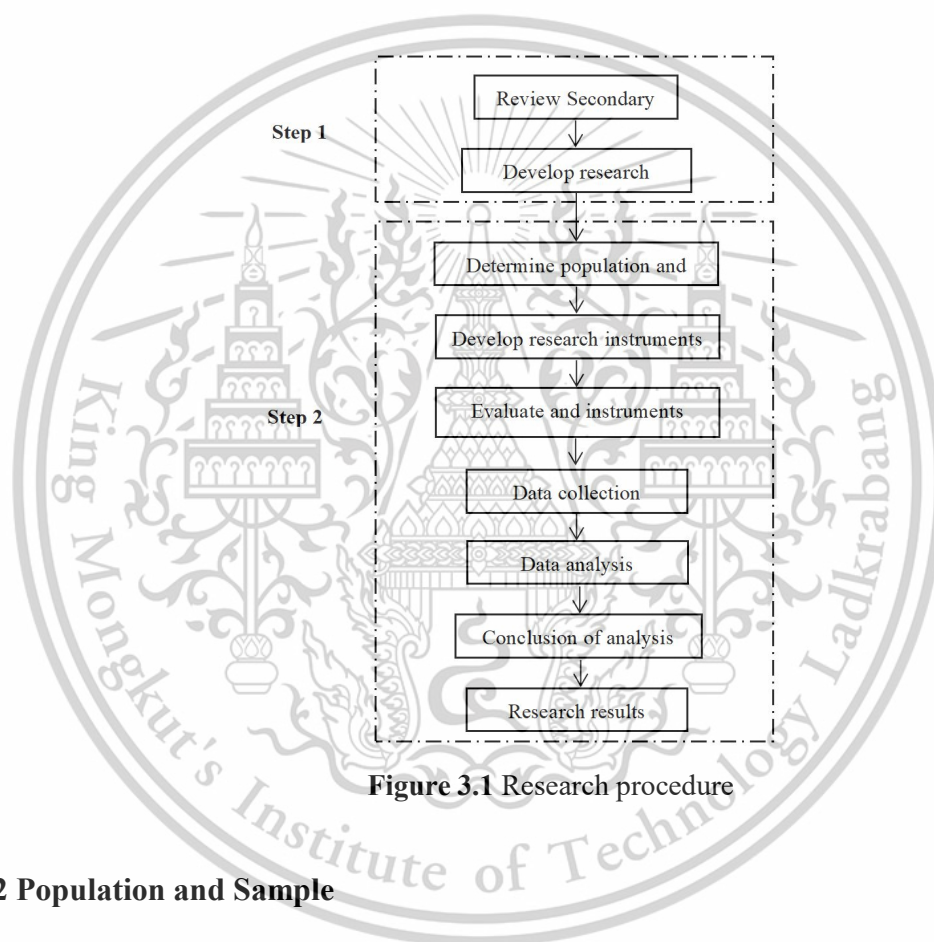 Review Secondary
Step 1
Develop research
Determine population and
Develop research instruments
Step 2
Evaluate and instruments
Data collection
Data analysis
Conclusion of analysis
Research results
Figure 3.1 Research procedure
King Mongkut's Institute of Technology Ladkrabang
2 Population and Sample